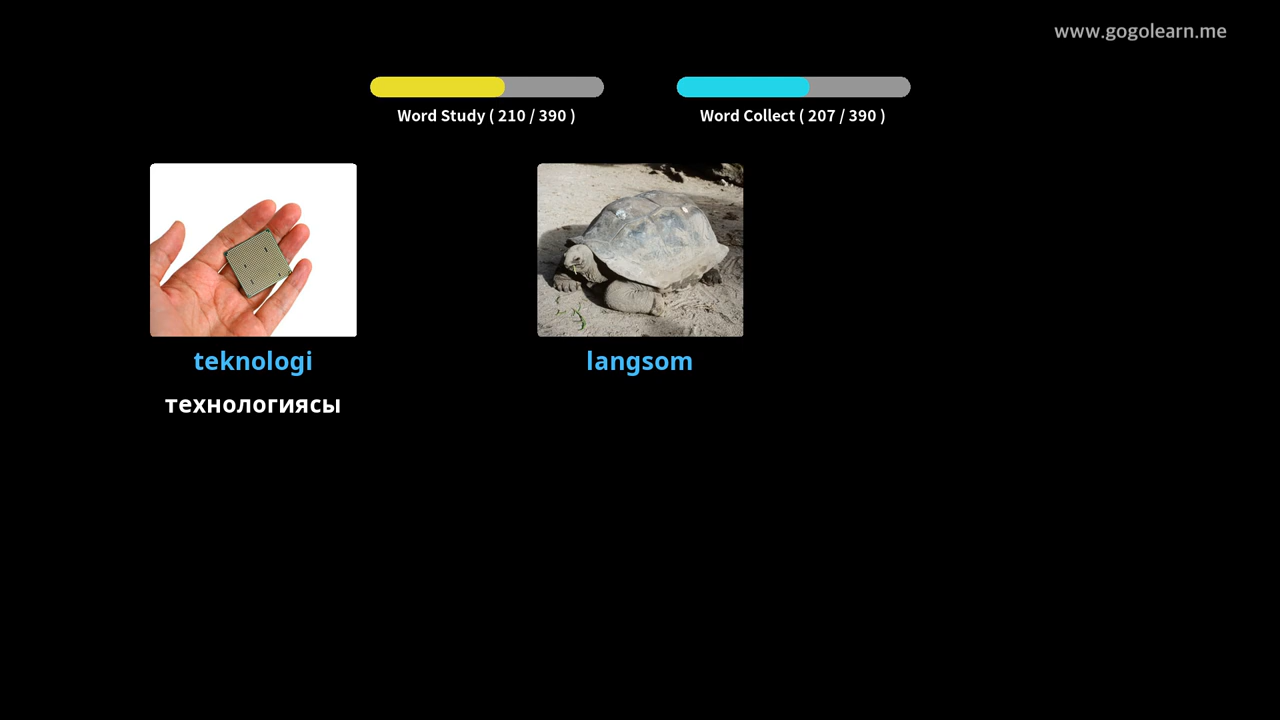 www.gogolearn.me
Word Study ( 210 / 390 )
Word Collect ( 207 / 390 )
teknologi
langsom
технологиясы